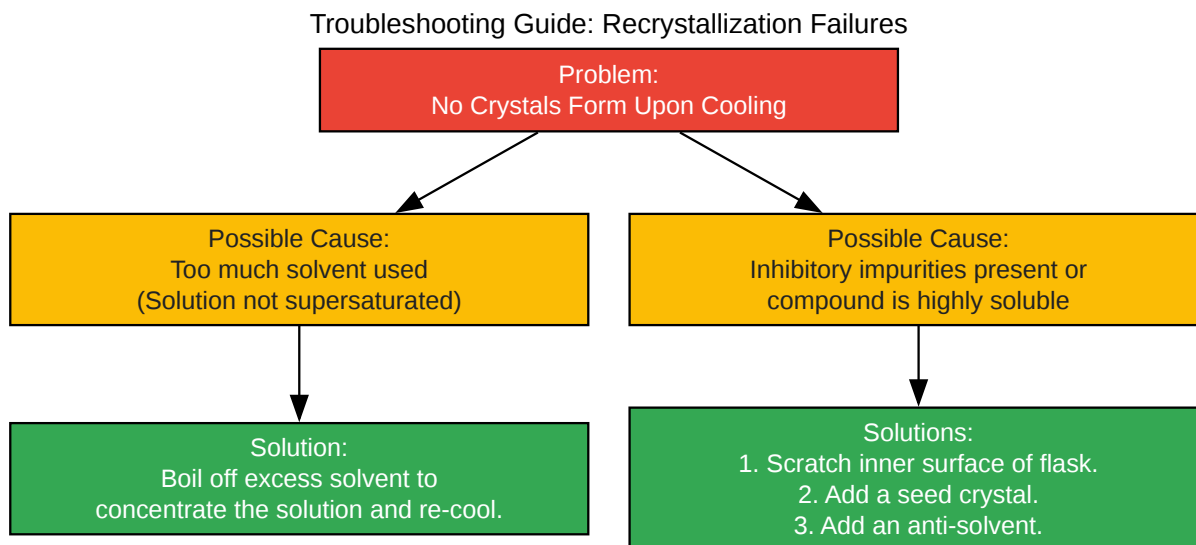 Troubleshooting Guide: Recrystallization Failures
Problem:
No Crystals Form Upon Cooling
Possible Cause:
Too much solvent used
(Solution not supersaturated)
Possible Cause:
Inhibitory impurities present or
compound is highly soluble
Solution:
Boil off excess solvent to
concentrate the solution and re-cool.
Solutions:
1. Scratch inner surface of flask.
2. Add a seed crystal.
3. Add an anti-solvent.